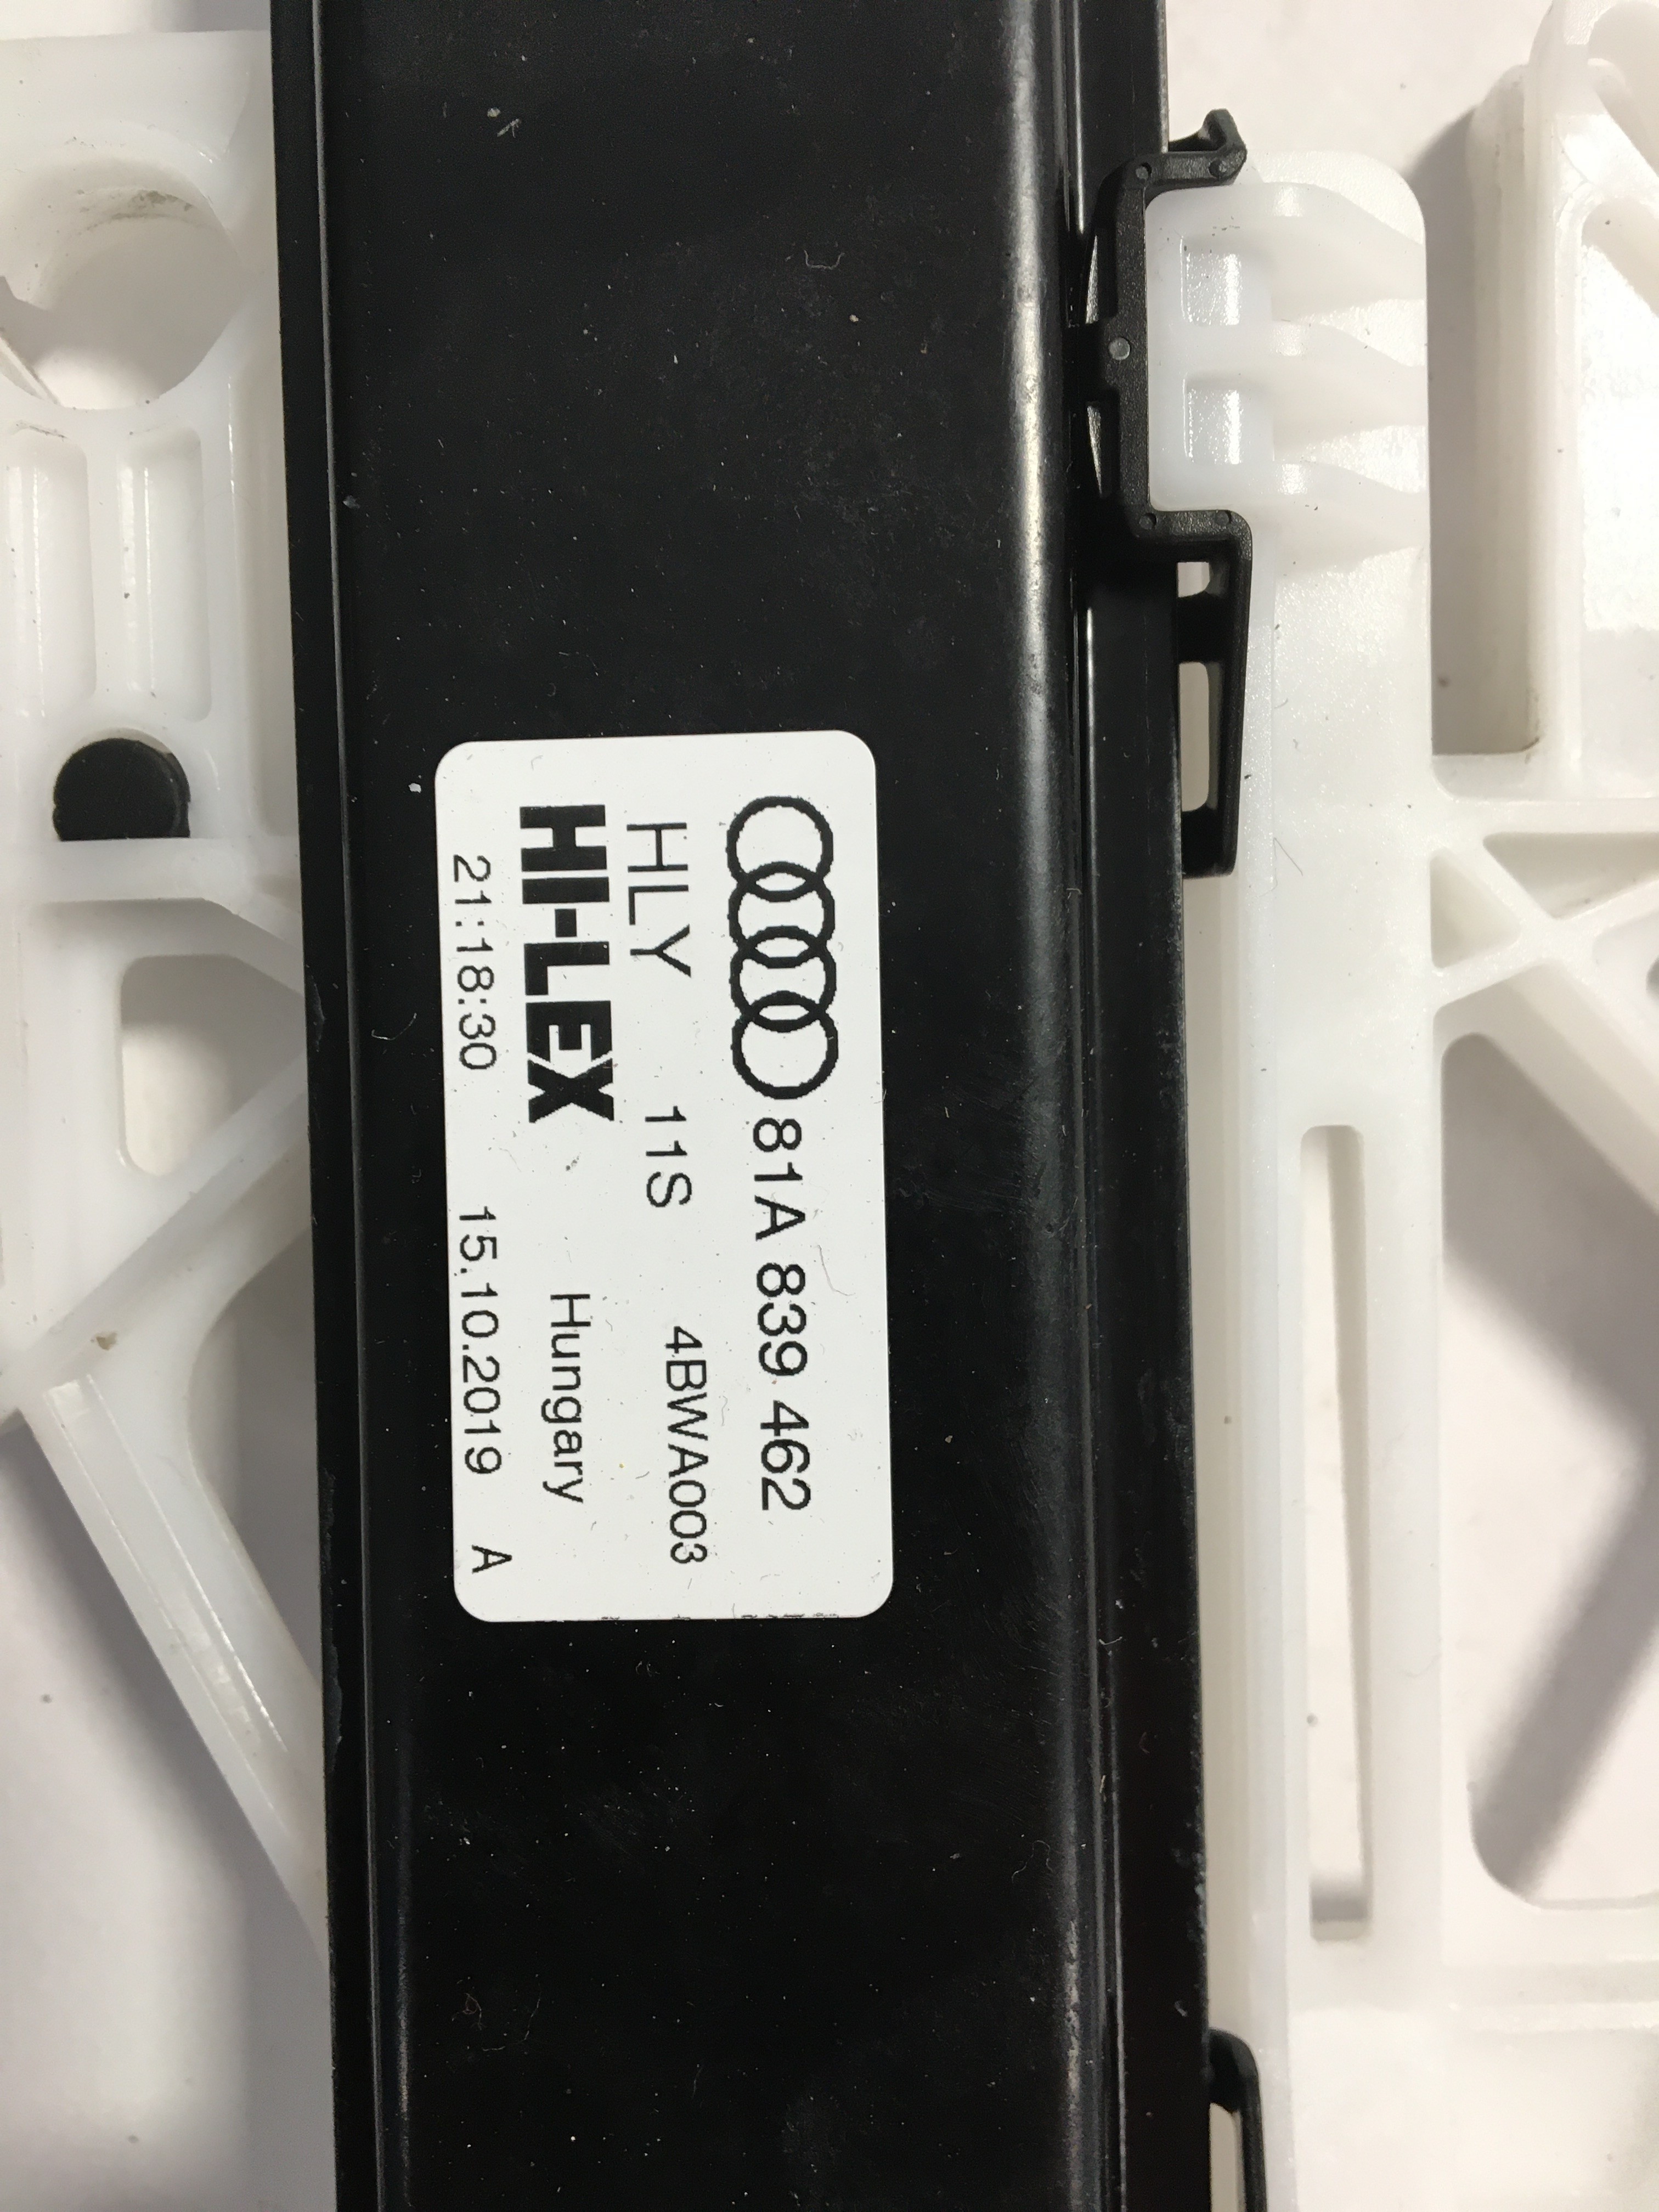 81A 839 462
HLY 11S 4BWA003
HI-LEX Hungary
21:18:30 15.10.2019 A